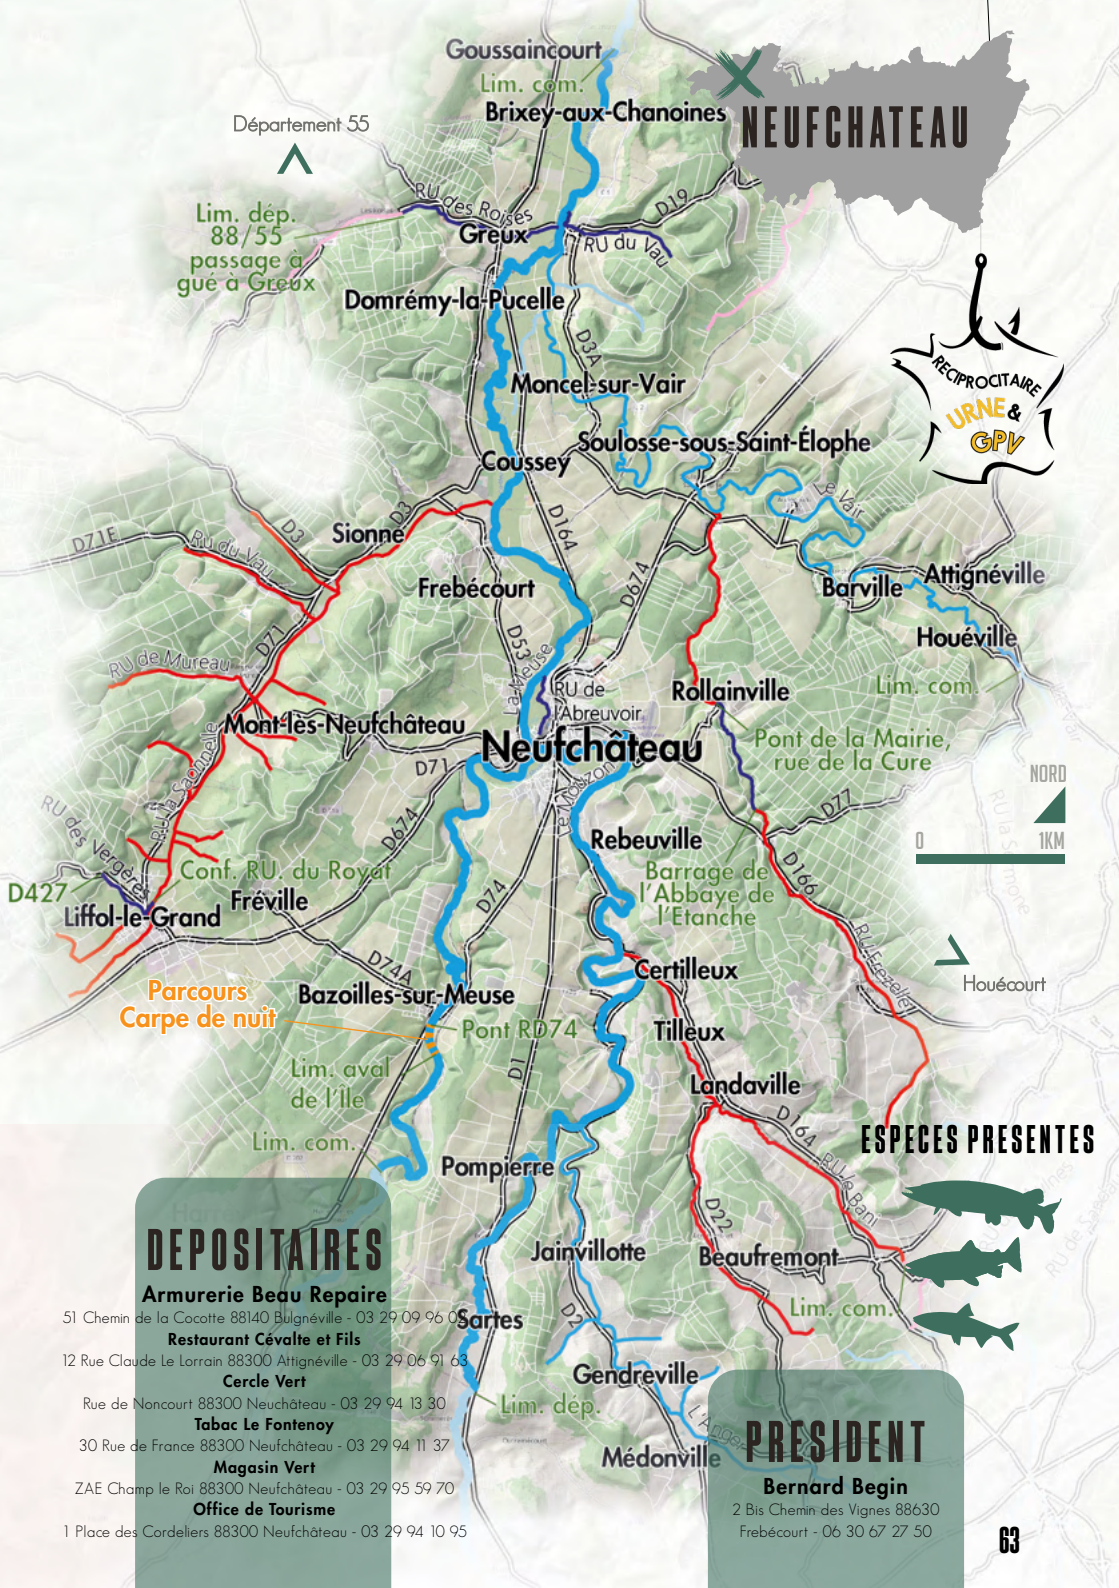 Goussaincourt
Lim. com.
Brixey-aux-Chanoines
NEUFCHATEAU
Département 55
RU des Roises
D19
Lim. dép.
88/55
passage à
gué à Greux
Greux
RU du Vau
Domrémy-la-Pucelle
D3A
RECIPROCITAIRE
URNE &
GPV
Moncel-sur-Vair
Soulosse-sous-Saint-Élophe
Coussey
Le Vair
D3
D3
Sionne
D164
D71E
Ru du Vau
D674
Frebécourt
Barville
Attignéville
Houéville
D71
D53
La Meuse
RU de Mureau
RU de
l'Abreuvoir
Rollainville
Lim. com.
Mont-lès-Neufchâteau
Neufchâteau
Pont de la Mairie,
rue de la Cure
D71
RU la Saonnelle
Le Mouzon
NORD
0 1KM
D77
RU des Vergères
D674
Rebeuville
D166
Barrage de
l'Abbaye de
l'Etanche
Conf. RU. du Royat
D427
Fréville
Liffol-le-Grand
D74
RU Frezelle
D74A
Certilleux
Houécourt
Parcours
Carpe de nuit
Bazoilles-sur-Meuse
Pont RD74
Tilleux
Lim. aval
de l'Île
D1
Landaville
D164
Lim. com.
ESPECES PRESENTES
Pompierre
RU le Bani
D22
Jainvillotte
Beaufremont
D2
Lim. com.
Sartes
Gendreville
Lim. dép.
Médonville
DEPOSITAIRES
Armurerie Beau Repaire
51 Chemin de la Cocotte 88140 Bulgnéville - 03 29 09 96
Restaurant Cévalte et Fils
12 Rue Claude Le Lorrain 88300 Attignéville - 03 29 06 91 63
Cercle Vert
Rue de Noncourt 88300 Neuchâteau - 03 29 94 13 30
Tabac Le Fontenoy
30 Rue de France 88300 Neufchâteau - 03 29 94 11 37
Magasin Vert
ZAE Champ le Roi 88300 Neufchâteau - 03 29 95 59 70
Office de Tourisme
1 Place des Cordeliers 88300 Neufchâteau - 03 29 94 10 95
PRESIDENT
Bernard Begin
2 Bis Chemin des Vignes 88630
Frebécourt - 06 30 67 27 50
63